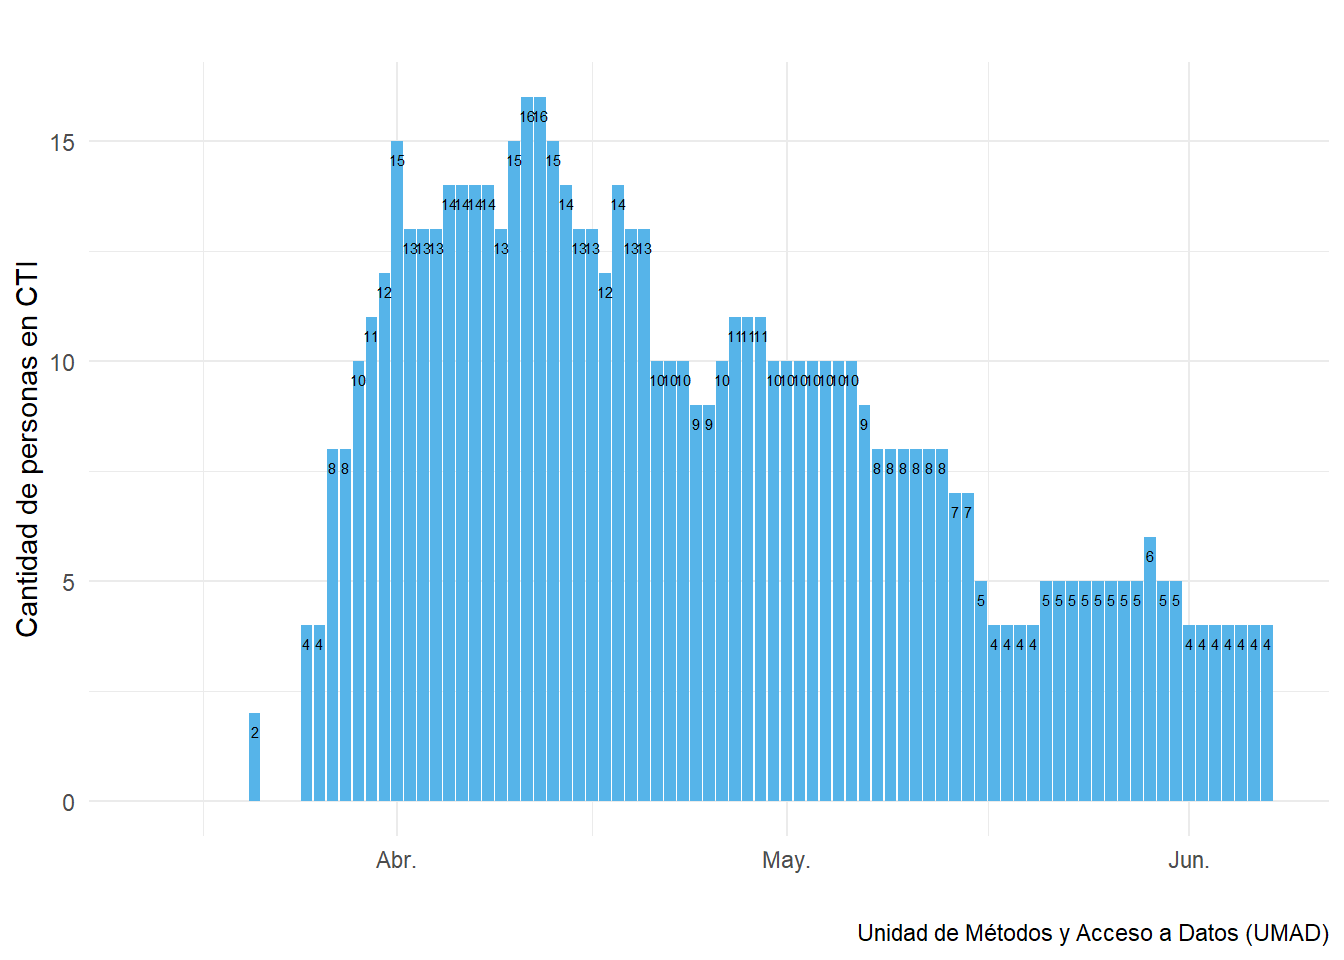 Cantidad de personas en CTI
15
10
5
0
2
4 4
8 8
10
11
12
15
13 13 13
14 14 14 14
13
15
16 16
15
14
13 13
12
14
13 13
10 10 10
9 9
10
11 11 11
10 10 10 10 10 10 10
9
8 8 8 8 8 8
7 7
5
4 4 4 4
5 5 5 5 5 5 5 5
6
5 5
4 4 4 4 4 4 4
Abr. May. Jun.
Unidad de Métodos y Acceso a Datos (UMAD)